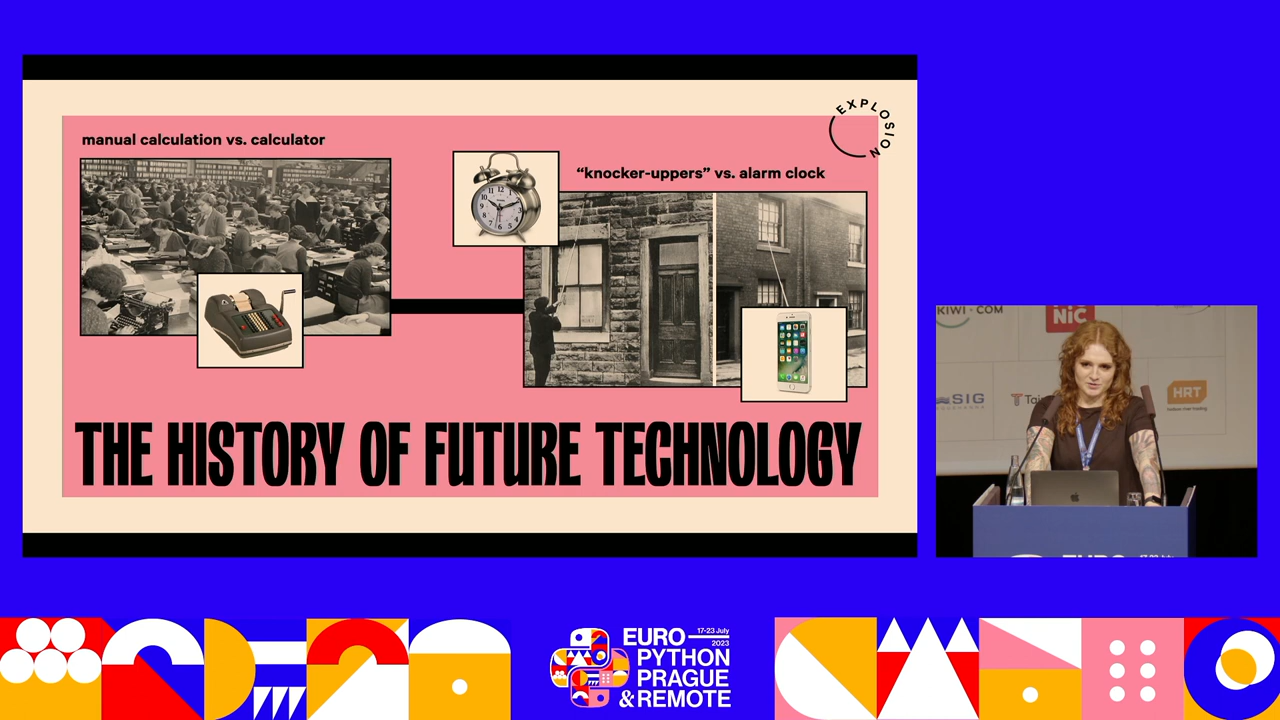 EXPLOSION
manual calculation vs. calculator
“knocker-uppers” vs. alarm clock
THE HISTORY OF FUTURE TECHNOLOGY
KIWI.COM
NiC
SIG
HRT
EURO
17-23 July
2023
EURO
PYTHON
PRAGUE
& REMOTE